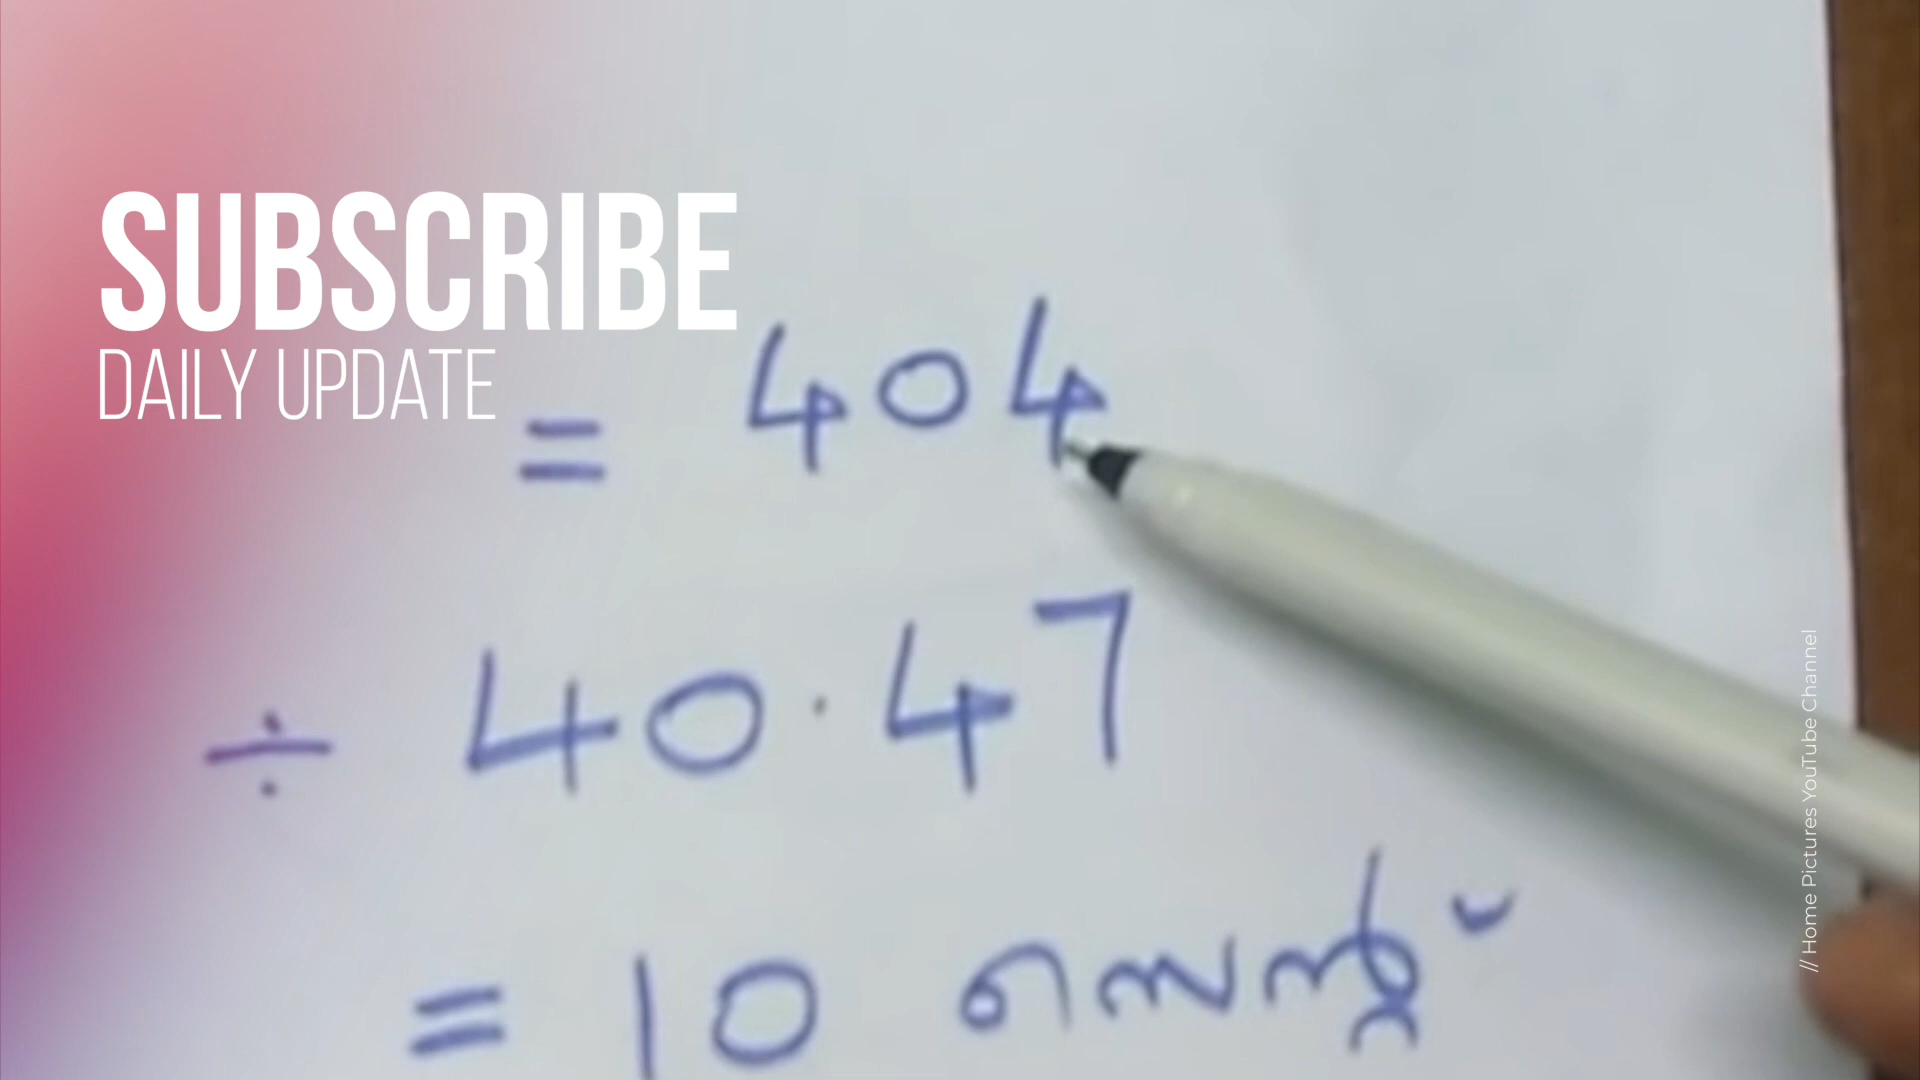 SUBSCRIBE
DAILY UPDATE
= 404
÷ 40.47
= 10 സെന്റ്
// Home Pictures YouTube Channel